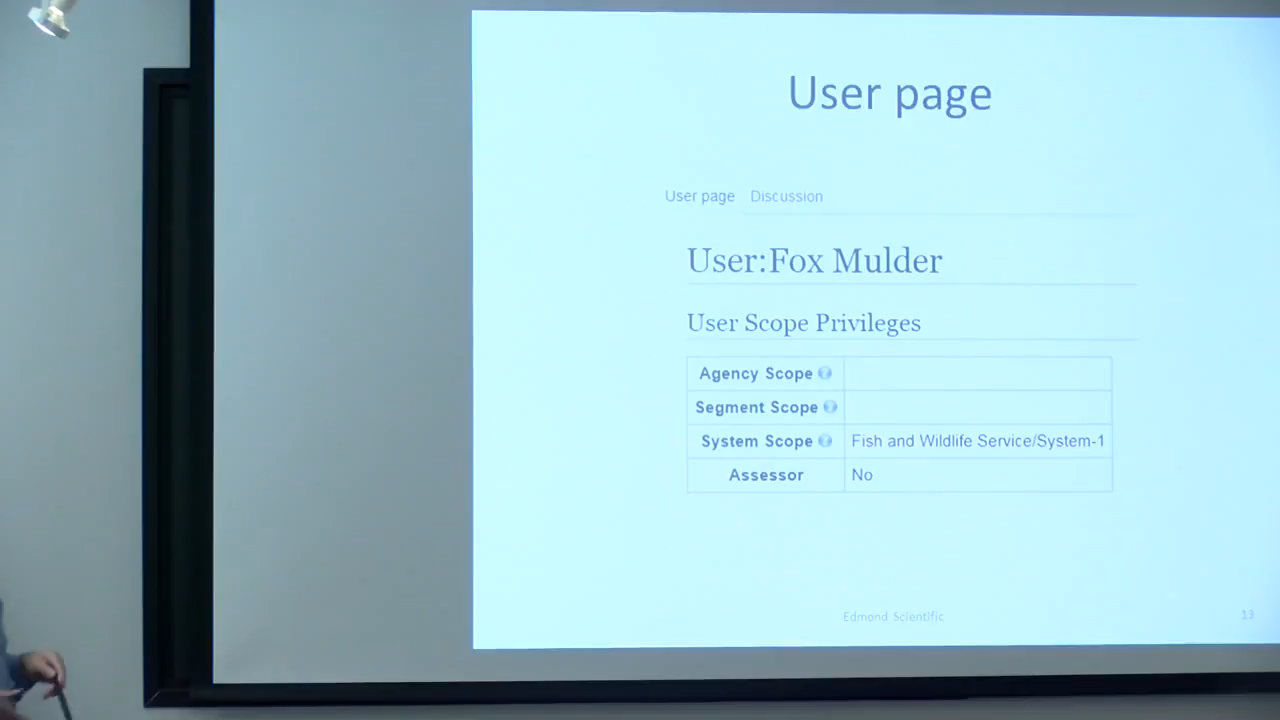 User page
User page Discussion
User:Fox Mulder
User Scope Privileges
Agency Scope
Segment Scope
System Scope Fish and Wildlife Service/System-1
Assessor No
Edmond Scientific 13